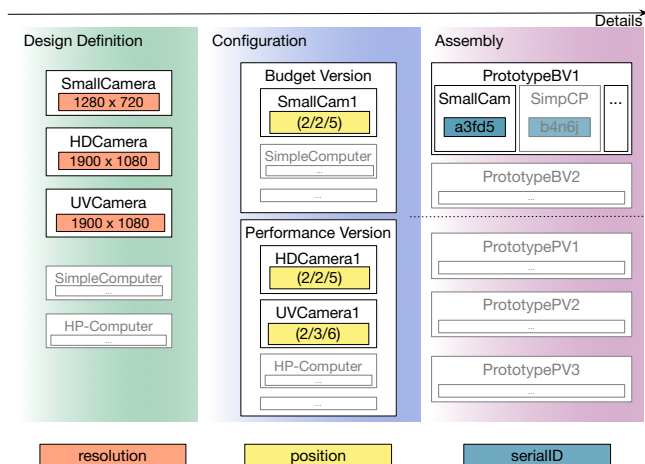 Details
Design Definition
SmallCamera
1280 x 720
HDCamera
1900 x 1080
UVCamera
1900 x 1080
SimpleComputer
...
HP-Computer
...
Configuration
Budget Version
SmallCam1
(2/2/5)
SimpleComputer
...
...
Performance Version
HDCamera1
(2/2/5)
UVCamera1
(2/3/6)
HP-Computer
...
...
Assembly
PrototypeBV1
SmallCam
a3fd5
SimpCP
b4n6j
...
PrototypeBV2
...
PrototypePV1
...
PrototypePV2
...
PrototypePV3
...
resolution
position
serialID